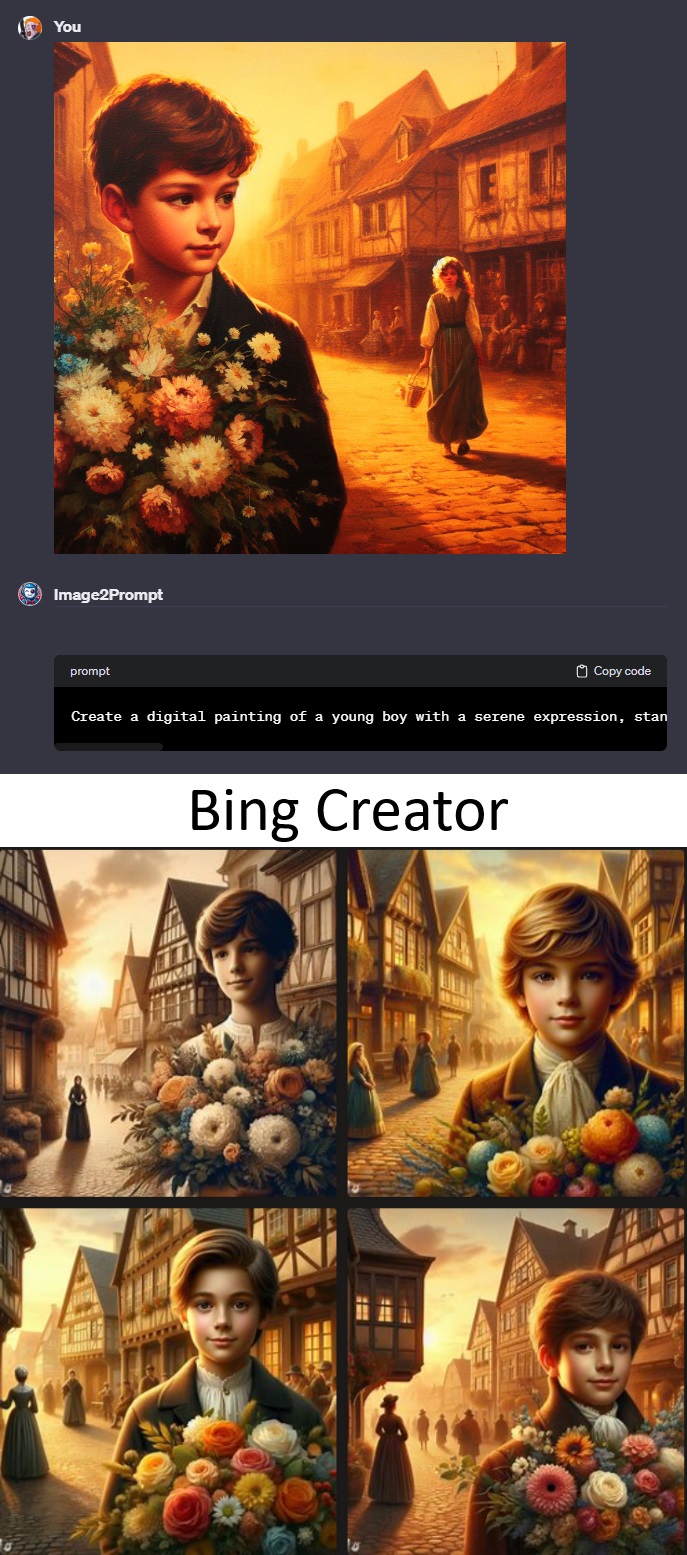 You
Image2Prompt
prompt
Copy code
Create a digital painting of a young boy with a serene expression, stan
Bing Creator